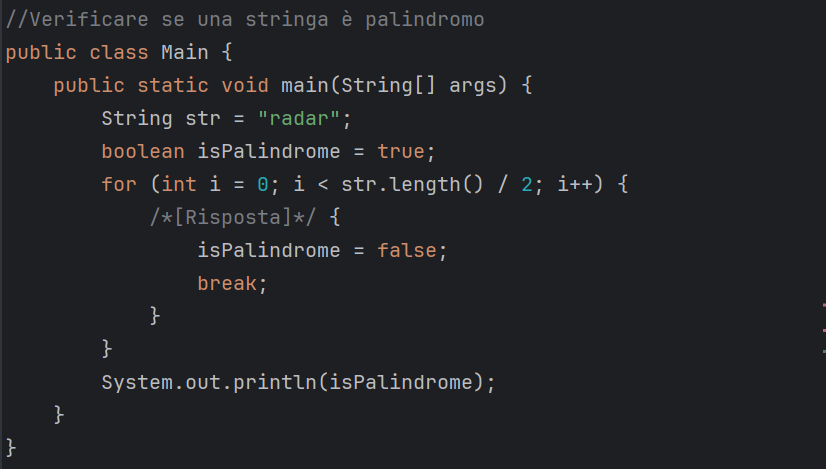 //Verificare se una stringa è palindromo
public class Main {
    public static void main(String[] args) {
        String str = "radar";
        boolean isPalindrome = true;
        for (int i = 0; i < str.length() / 2; i++) {
            /*[Risposta]*/ {
                isPalindrome = false;
                break;
            }
        }
        System.out.println(isPalindrome);
    }
}